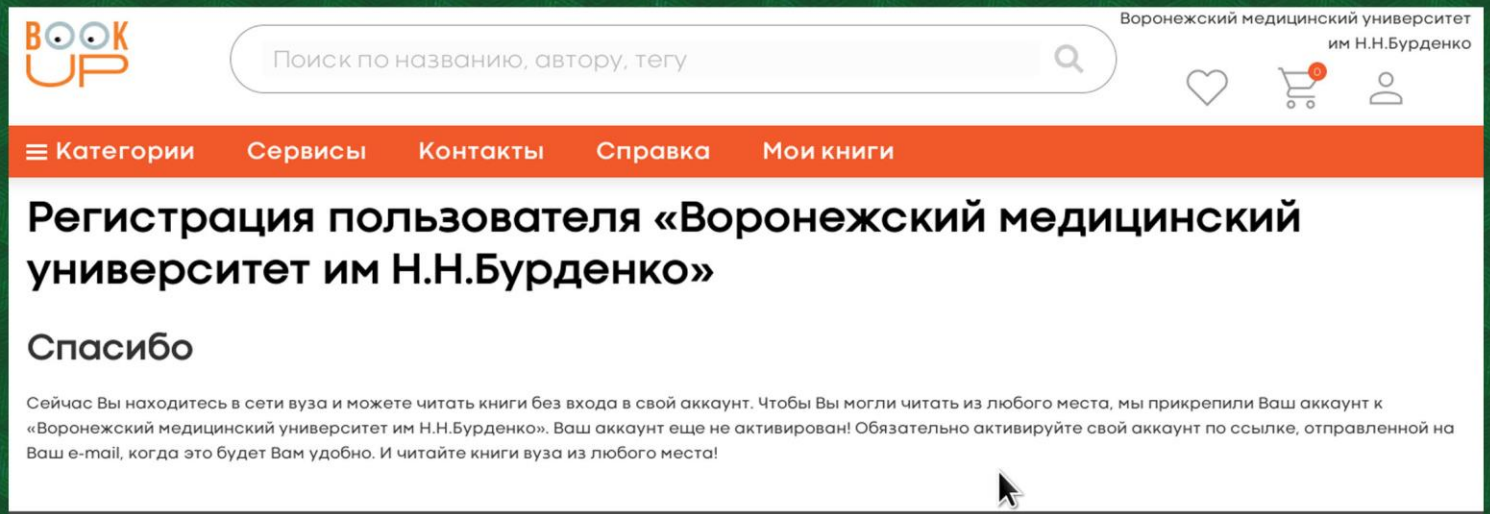 BOOK
UP
Поиск по названию, автору, тегу
Воронежский медицинский университет
им Н.Н.Бурденко
0
Категории Сервисы Контакты Справка Мои книги
Регистрация пользователя «Воронежский медицинский
университет им Н.Н.Бурденко»
Спасибо
Сейчас Вы находитесь в сети вуза и можете читать книги без входа в свой аккаунт. Чтобы Вы могли читать из любого места, мы прикрепили Ваш аккаунт к
«Воронежский медицинский университет им Н.Н.Бурденко». Ваш аккаунт еще не активирован! Обязательно активируйте свой аккаунт по ссылке, отправленной на
Ваш e-mail, когда это будет Вам удобно. И читайте книги вуза из любого места!